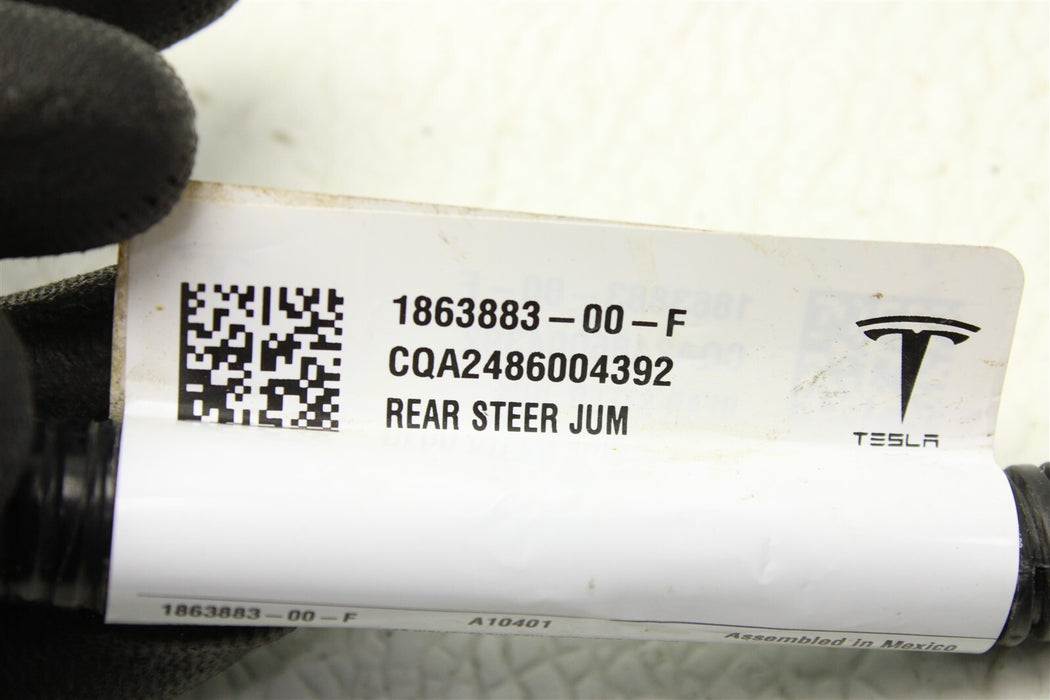 1863883-00-F
CQA2486004392
REAR STEER JUM
TESLA
1863883-00-F A10401 Assembled in Mexico